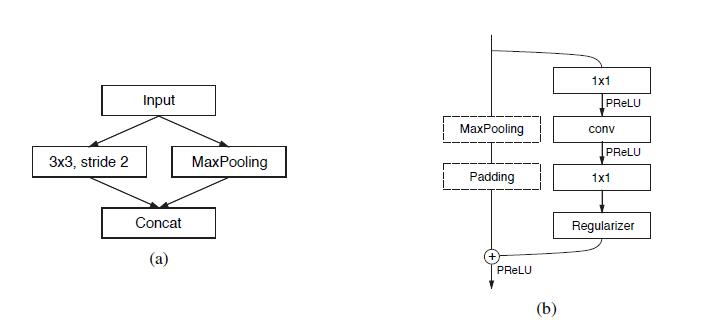 Input
3x3, stride 2
MaxPooling
Concat
(a)
1x1
PReLU
MaxPooling
conv
PReLU
Padding
1x1
Regularizer
+
PReLU
(b)